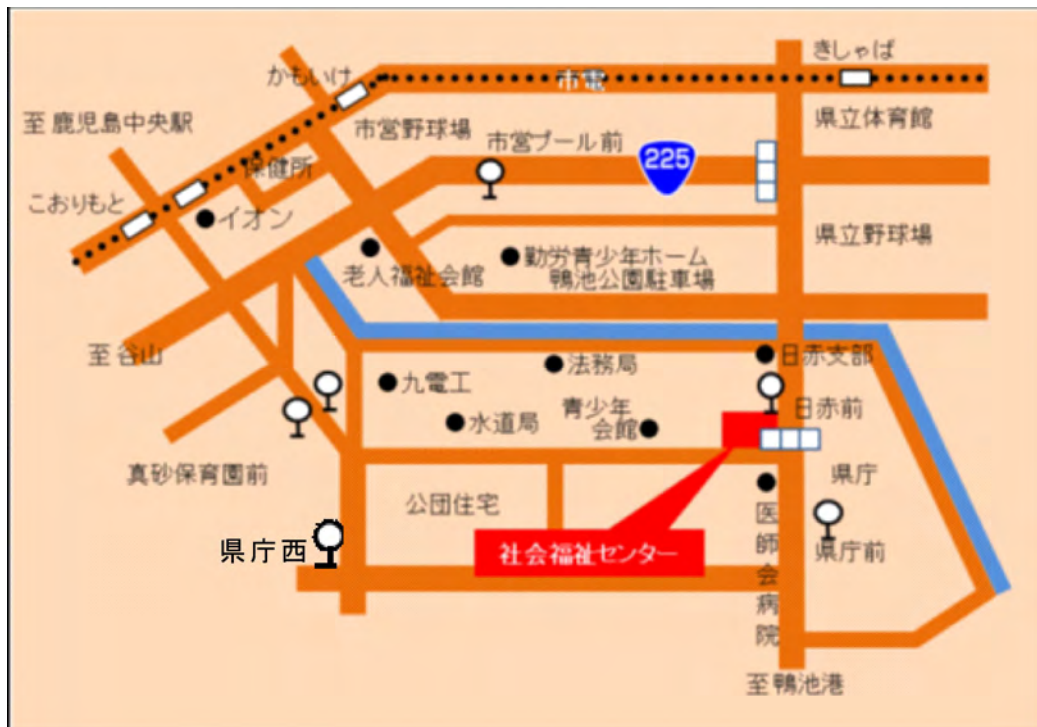 きしゃば
かもいけ
市電
至鹿児島中央駅
市営野球場
市営プール前
県立体育館
225
保健所
こおりもと
イオン
県立野球場
老人福祉会館
勤労青少年ホーム
鴨池公園駐車場
至谷山
日赤支部
法務局
九電工
青少年
会館
日赤前
水道局
真砂保育園前
県庁
公団住宅
医師会病院
県庁西
社会福祉センター
県庁前
至鴨池港